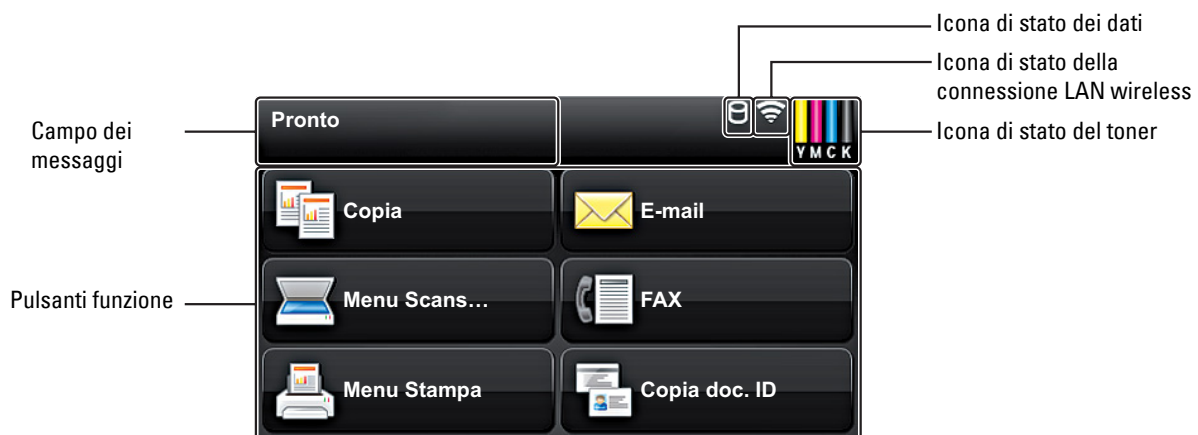 Icona di stato dei dati
Icona di stato della
connessione LAN wireless
Icona di stato del toner
Campo dei
messaggi
Pronto
Y M C K
Copia
E-mail
Pulsanti funzione
Menu Scans...
FAX
Menu Stampa
Copia doc. ID